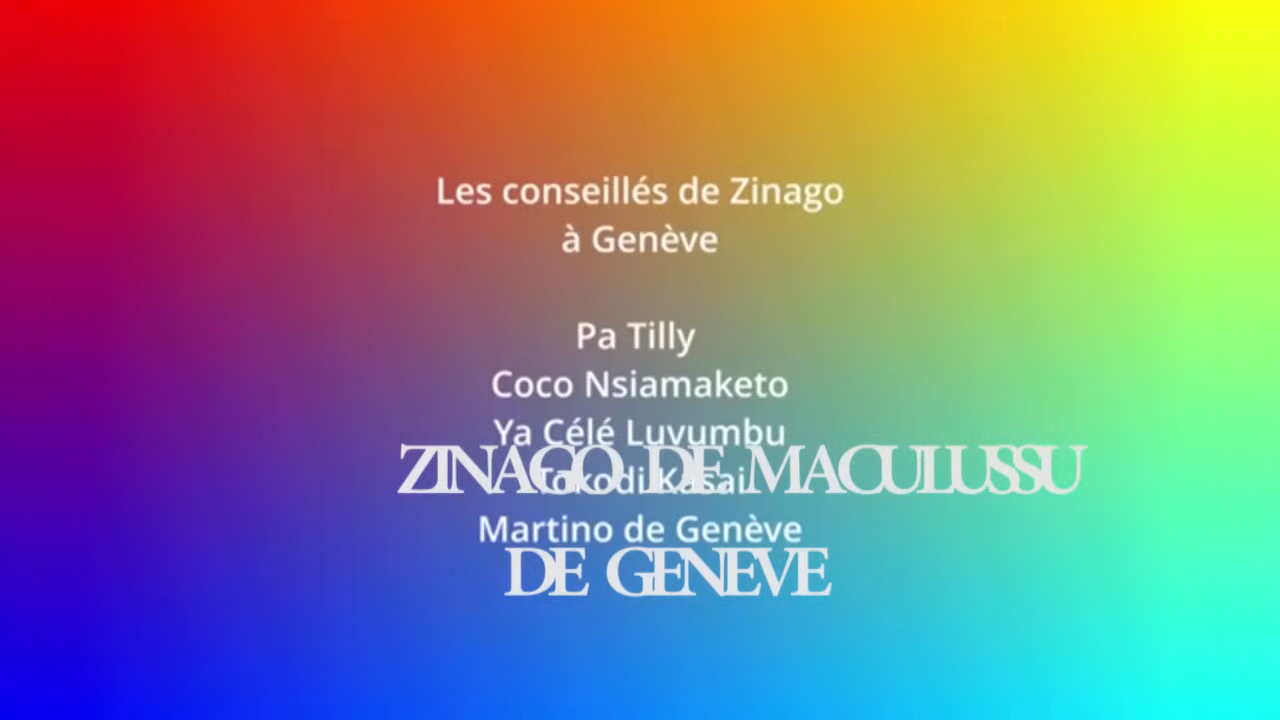 Les conseillés de Zinago
à Genève
Pa Tilly
Coco Nsiamaketo
Ya Célé Luvumbu
Tokodi Kasai
ZINAGO DE MACULUSSU
Martino de Genève
DE GENEVE